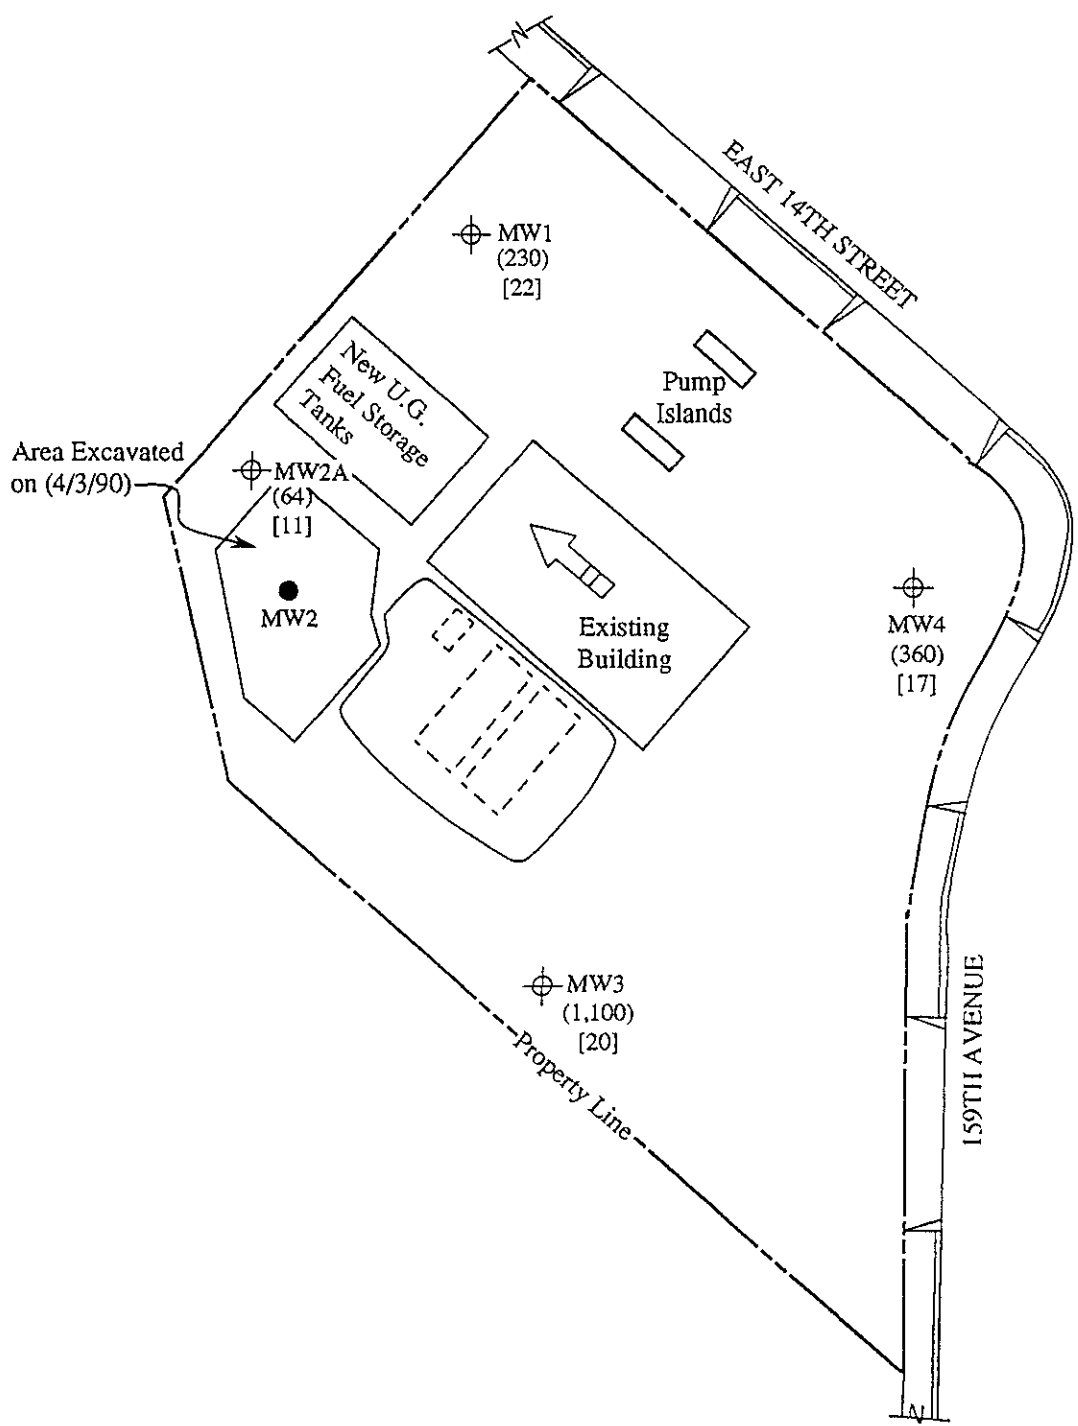 EAST 14TH STREET
MW1
(230)
[22]
New U.G.
Fuel Storage
Tanks
Pump
Islands
Area Excavated
on (4/3/90)
MW2A
(64)
[11]
MW2
Existing
Building
MW4
(360)
[17]
MW3
(1,100)
[20]
Property Line
159TH AVENUE